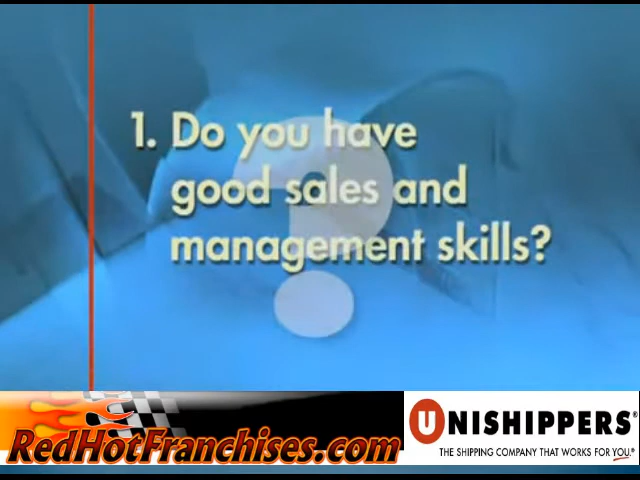 1. Do you have
good sales and
management skills?
RedHotFranchises.com
UNISHIPPERS®
THE SHIPPING COMPANY THAT WORKS FOR YOU.®